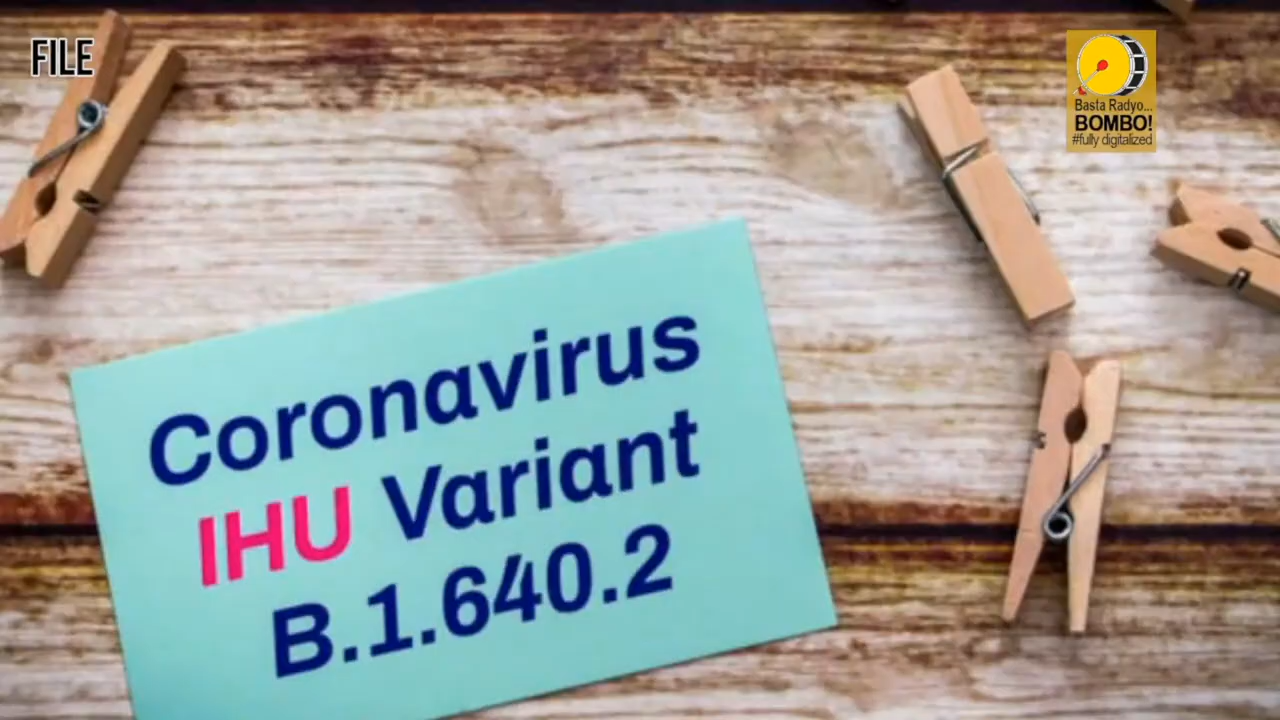 FILE
Basta Radyo...
BOMBO!
#fully digitalized
Coronavirus
IHU Variant
B.1.640.2